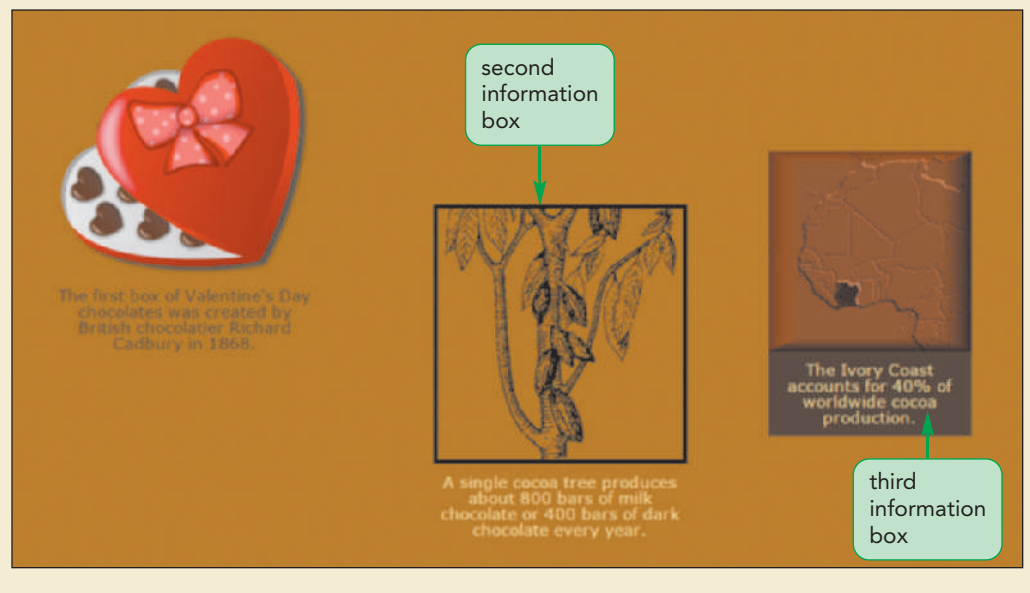 second
information
box
The first box of Valentine's Day
chocolates was created by
British chocolatier Richard
Cadbury in 1868.
A single cocoa tree produces
about 800 bars of milk
chocolate or 400 bars of dark
chocolate every year.
The Ivory Coast
accounts for 40% of
worldwide cocoa
production.
third
information
box